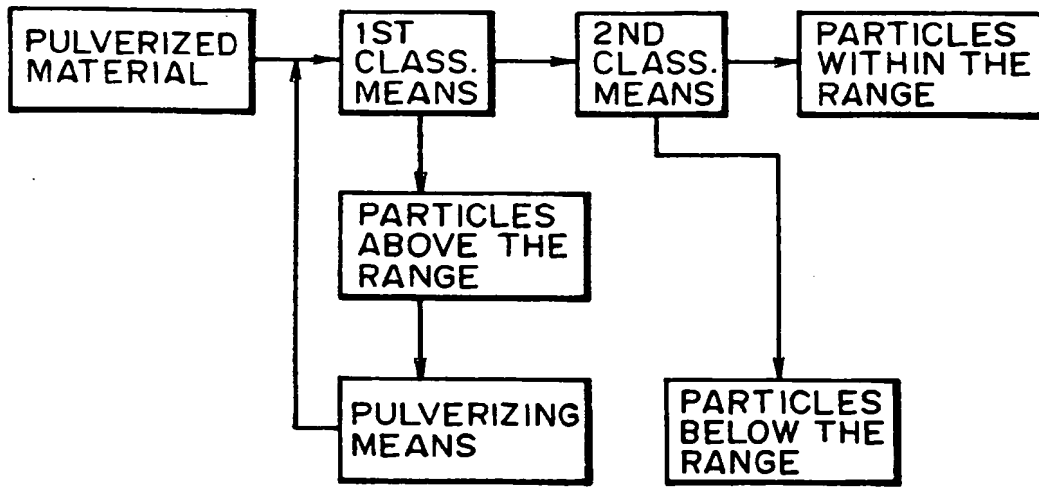 PULVERIZED
MATERIAL
1ST
CLASS.
MEANS
2ND
CLASS.
MEANS
PARTICLES
WITHIN THE
RANGE
PARTICLES
ABOVE THE
RANGE
PULVERIZING
MEANS
PARTICLES
BELOW THE
RANGE